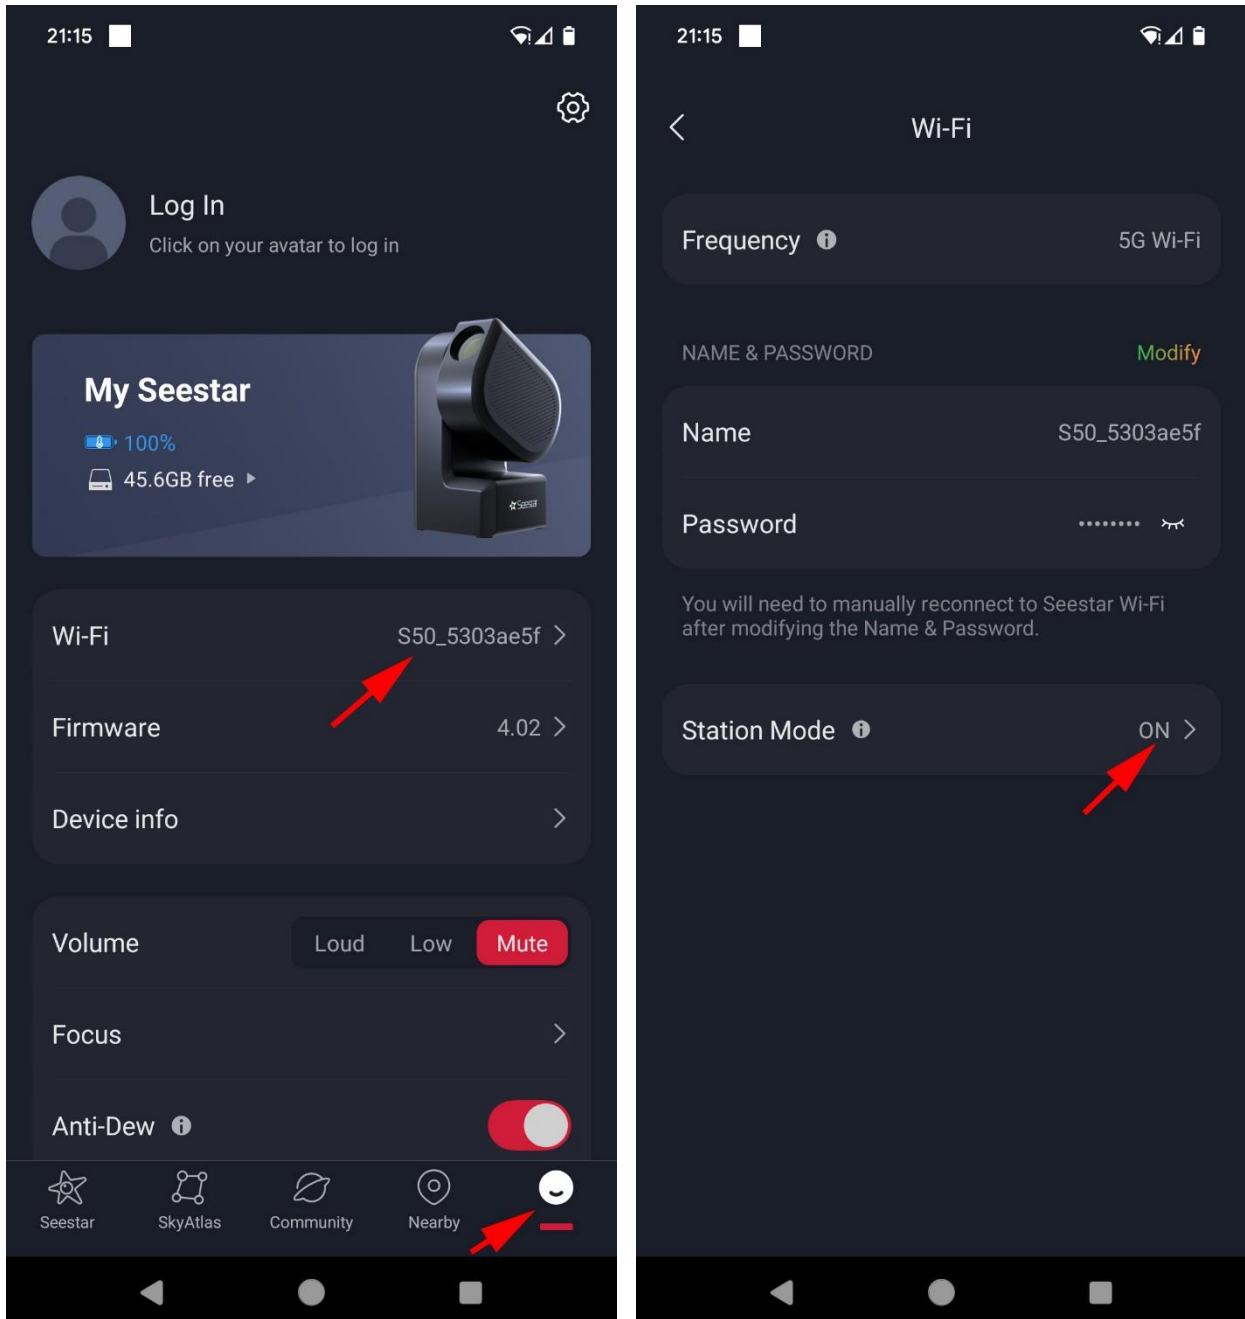 21:15
Log In
Click on your avatar to log in
My Seestar
100%
45.6GB free
Seestar
Wi-Fi S50_5303ae5f
Firmware 4.02
Device info
Volume Loud Low Mute
Focus
Anti-Dew
Seestar SkyAtlas Community Nearby
21:15
Wi-Fi
Frequency 5G Wi-Fi
NAME & PASSWORD Modify
Name S50_5303ae5f
Password ········
You will need to manually reconnect to Seestar Wi-Fi
after modifying the Name & Password.
Station Mode ON